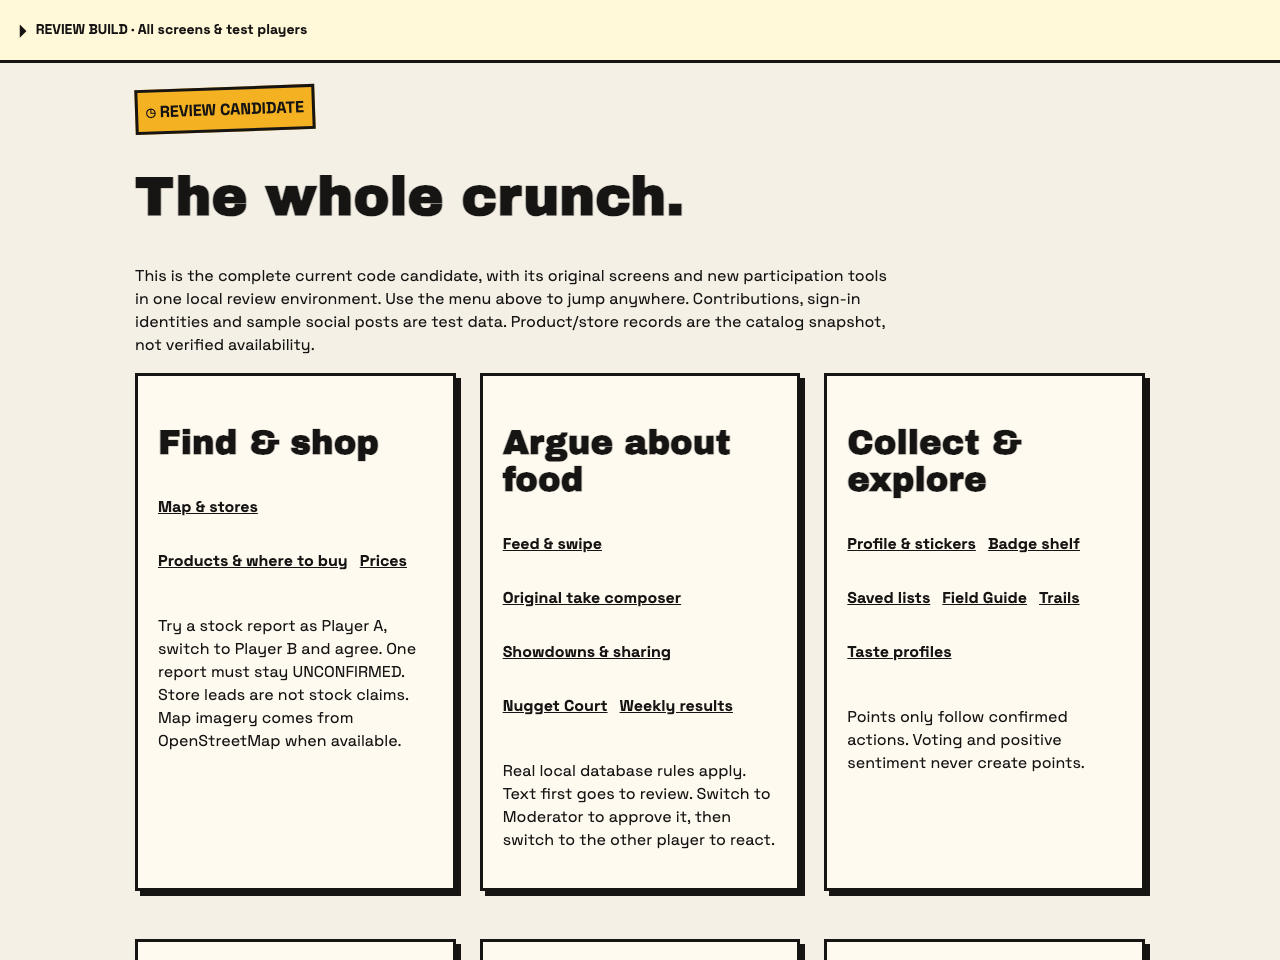 REVIEW BUILD · All screens & test players
REVIEW CANDIDATE
The whole crunch.
This is the complete current code candidate, with its original screens and new participation tools
in one local review environment. Use the menu above to jump anywhere. Contributions, sign-in
identities and sample social posts are test data. Product/store records are the catalog snapshot,
not verified availability.
Find & shop
Map & stores
Products & where to buy Prices
Try a stock report as Player A,
switch to Player B and agree. One
report must stay UNCONFIRMED.
Store leads are not stock claims.
Map imagery comes from
OpenStreetMap when available.
Argue about
food
Feed & swipe
Original take composer
Showdowns & sharing
Nugget Court Weekly results
Real local database rules apply.
Text first goes to review. Switch to
Moderator to approve it, then
switch to the other player to react.
Collect &
explore
Profile & stickers Badge shelf
Saved lists Field Guide Trails
Taste profiles
Points only follow confirmed
actions. Voting and positive
sentiment never create points.